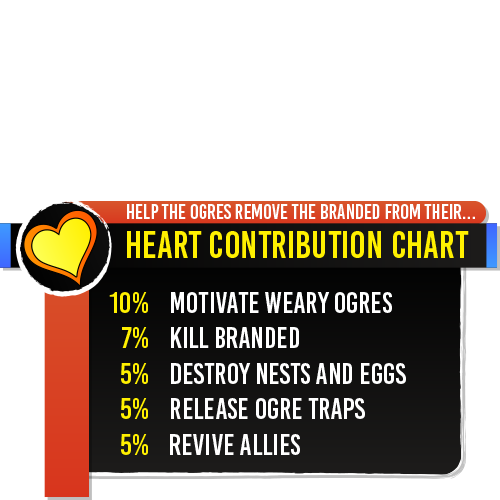 HELP THE OGRES REMOVE THE BRANDED FROM THEIR...
HEART CONTRIBUTION CHART
10% MOTIVATE WEARY OGRES
7% KILL BRANDED
5% DESTROY NESTS AND EGGS
5% RELEASE OGRE TRAPS
5% REVIVE ALLIES